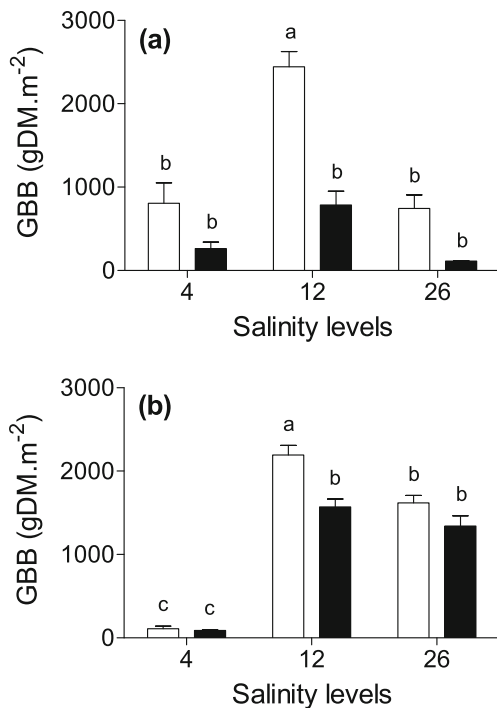 (a)
GBB (gDM.m-2)
3000
2000
1000
0
a
b
b
b
b
b
4
12
26
Salinity levels
(b)
GBB (gDM.m-2)
3000
2000
1000
0
a
b
b
b
c
c
4
12
26
Salinity levels